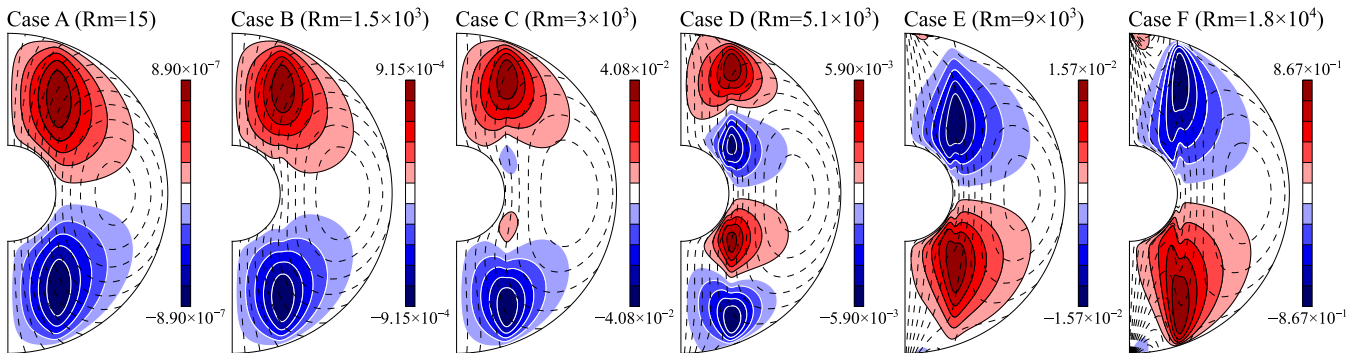 Case A (Rm=15) Case B (Rm=1.5×10³) Case C (Rm=3×10³) Case D (Rm=5.1×10³) Case E (Rm=9×10³) Case F (Rm=1.8×10⁴)
8.90×10⁻⁷ 9.15×10⁻⁴ 4.08×10⁻² 5.90×10⁻³ 1.57×10⁻² 8.67×10⁻¹
−8.90×10⁻⁷ −9.15×10⁻⁴ −4.08×10⁻² −5.90×10⁻³ −1.57×10⁻² −8.67×10⁻¹